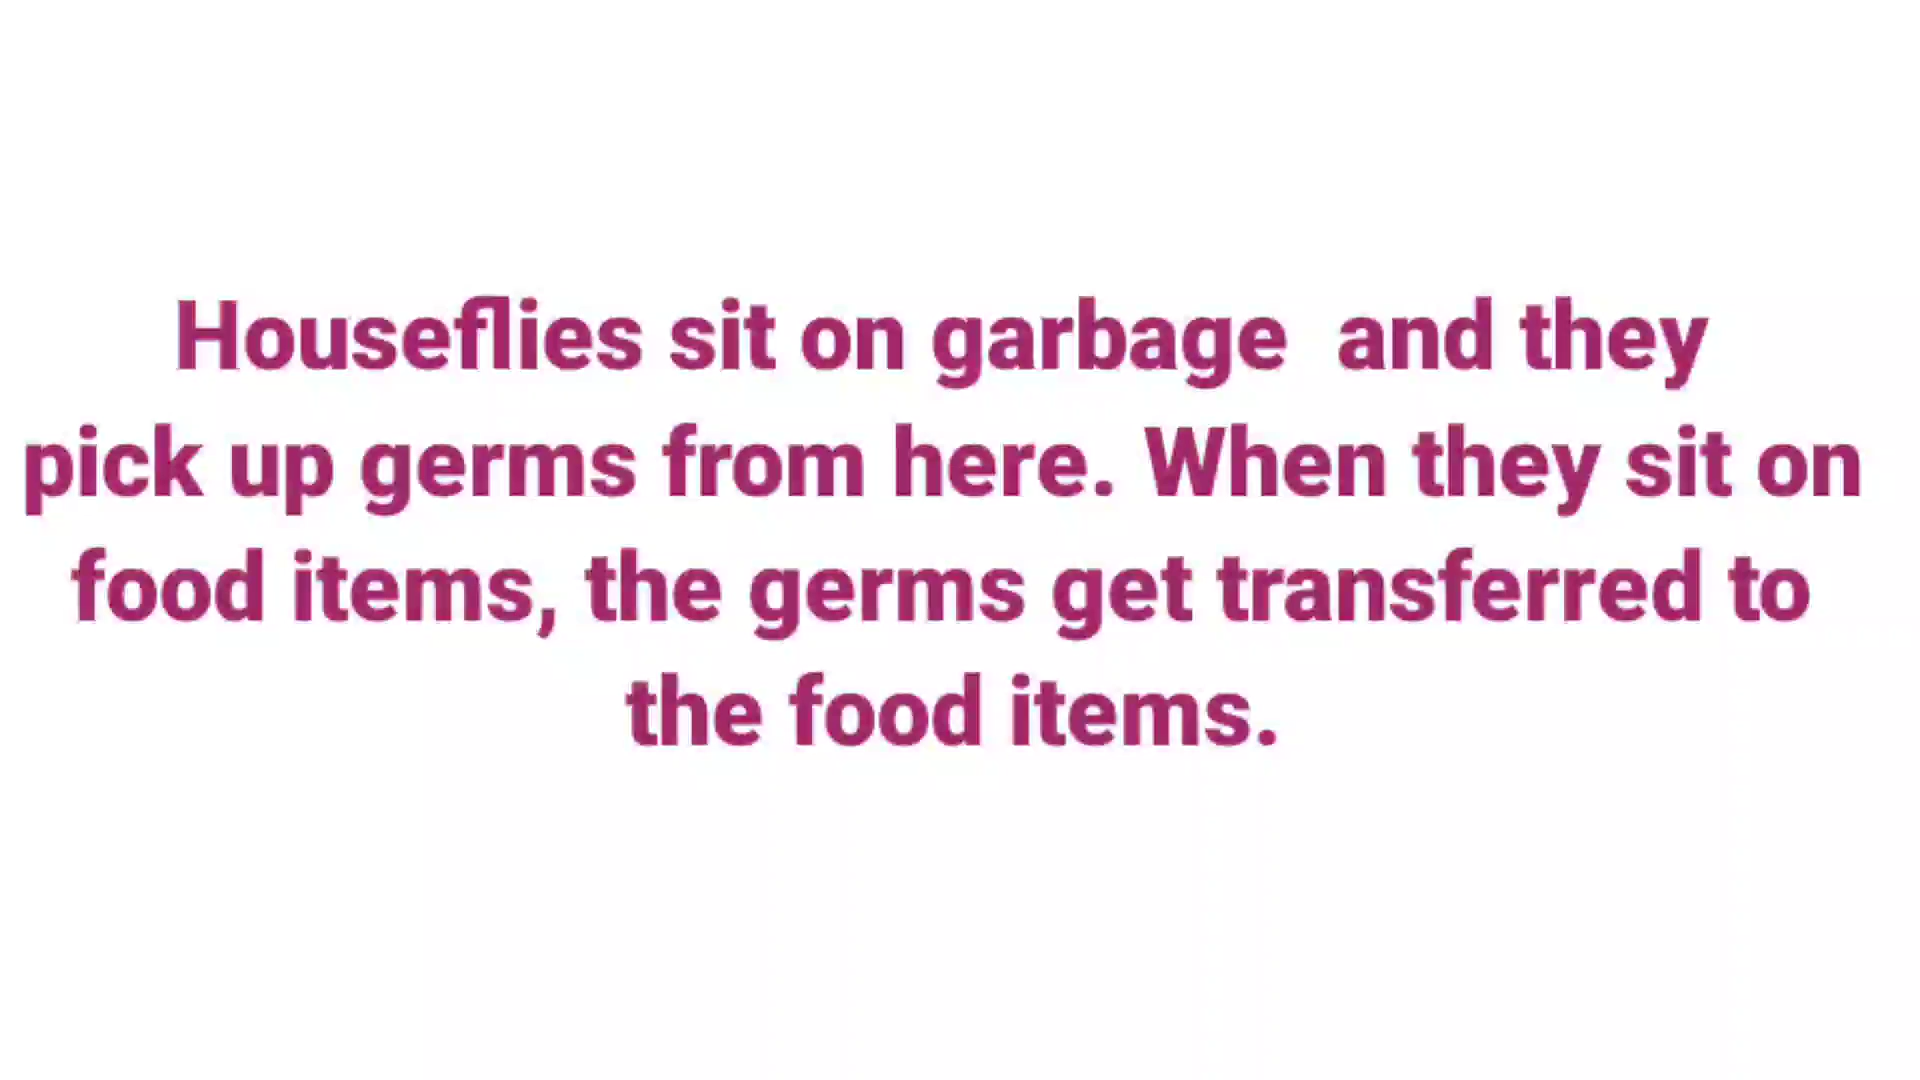 Houseflies sit on garbage  and they
pick up germs from here. When they sit on
food items, the germs get transferred to
the food items.